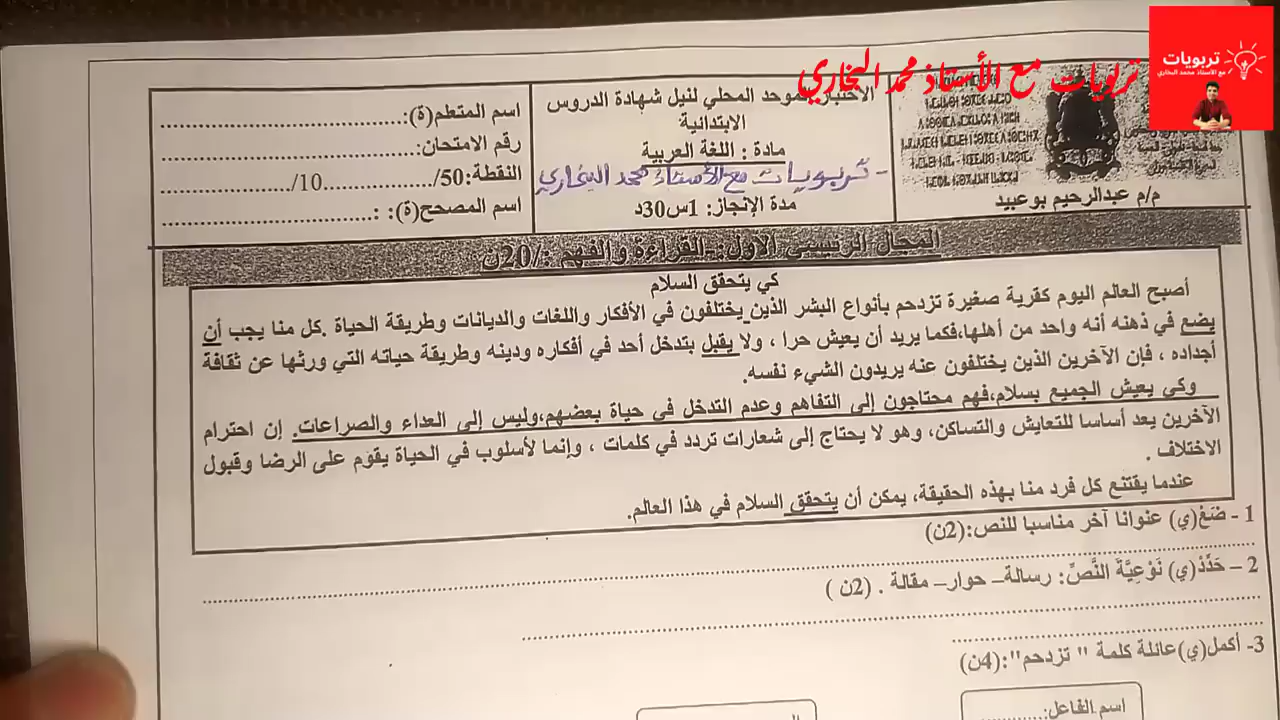 تربويات مع الأستاذ محمد البخاري
تربويات
مع الأستاذ محمد البخاري
م/م عبدالرحيم بوعبيد
الاختبار الموحد المحلي لنيل شهادة الدروس
الابتدائية
مادة : اللغة العربية
- تربويات مع الأستاذ محمد البخاري
مدة الإنجاز: 1س30د
اسم المتعلم(ة):
رقم الامتحان:
النقطة:50/ 10/
اسم المصحح(ة): :
المجال الرئيسي الاول:-القراءة والفهم :/20ن
كي يتحقق السلام
أصبح العالم اليوم كقرية صغيرة تزدحم بأنواع البشر الذين يختلفون في الأفكار واللغات والديانات وطريقة الحياة .كل منا يجب أن
يضع في ذهنه أنه واحد من أهلها،فكما يريد أن يعيش حرا ، ولا يقبل بتدخل أحد في أفكاره ودينه وطريقة حياته التي ورثها عن ثقافة
أجداده ، فإن الآخرين الذين يختلفون عنه يريدون الشيء نفسه.
وكي يعيش الجميع بسلام،فهم محتاجون إلى التفاهم وعدم التدخل في حياة بعضهم،وليس إلى العداء والصراعات. إن احترام
الآخرين يعد أساسا للتعايش والتساكن، وهو لا يحتاج إلى شعارات تردد في كلمات ، وإنما لأسلوب في الحياة يقوم على الرضا وقبول
الاختلاف .
عندما يقتنع كل فرد منا بهذه الحقيقة، يمكن أن يتحقق السلام في هذا العالم.
1 - ضَعْ(ي) عنوانا آخر مناسبا للنص:(2ن)
2 – حَدِّدْ(ي) نَوْعِيَّةَ النَّصِّ: رسالة– حوار– مقالة . (2ن )
3- أكمل(ي)عائلة كلمة " تزدحم":(4ن)
اسم الفاعل: